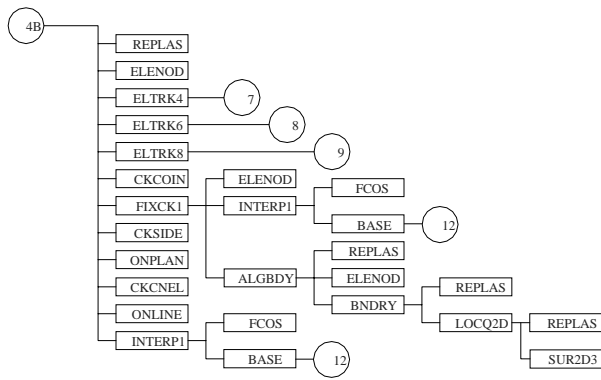 4B
REPLAS
ELENOD
ELTRK4 7
ELTRK6 8
ELTRK8 9
CKCOIN ELENOD FCOS
FIXCK1 INTERP1
CKSIDE BASE 12
ONPLAN REPLAS
CKCNEL ALGBDY ELENOD REPLAS
ONLINE FCOS BNDRY LOCQ2D REPLAS
INTERP1
BASE 12 SUR2D3